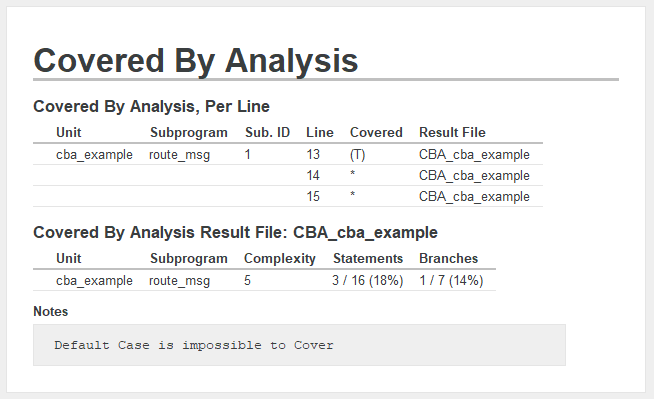 Covered By Analysis
Covered By Analysis, Per Line
Unit Subprogram Sub. ID Line Covered Result File
cba_example route_msg 1 13 (T) CBA_cba_example
14 * CBA_cba_example
15 * CBA_cba_example
Covered By Analysis Result File: CBA_cba_example
Unit Subprogram Complexity Statements Branches
cba_example route_msg 5 3 / 16 (18%) 1 / 7 (14%)
Notes
Default Case is impossible to Cover